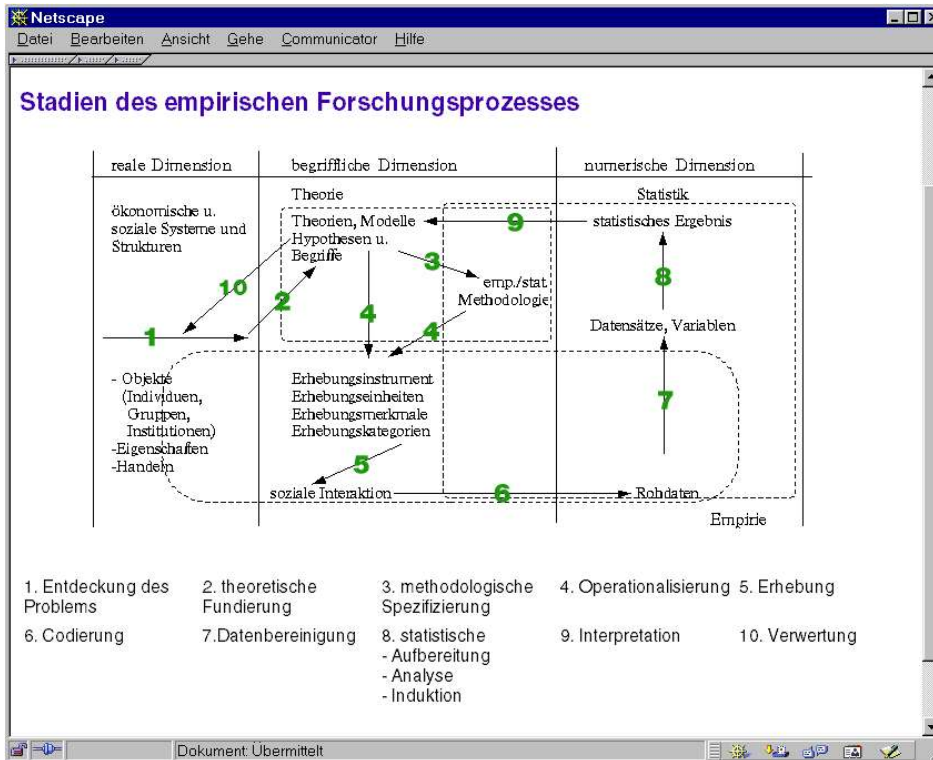 Netscape
Datei Bearbeiten Ansicht Gehe Communicator Hilfe
Stadien des empirischen Forschungsprozesses
reale Dimension begriffliche Dimension numerische Dimension
Theorie Statistik
ökonomische u.
soziale Systeme und
Strukturen
Theorien, Modelle
Hypothesen u.
Begriffe
9
statistisches Ergebnis
3
10
2
emp./stat.
Methodologie
8
4
4
1
Datensätze, Variablen
- Objekte
(Individuen,
Gruppen,
Institutionen)
-Eigenschaften
-Handeln
Erhebungsinstrument
Erhebungseinheiten
Erhebungsmerkmale
Erhebungskategorien
7
5
soziale Interaktion
6
Rohdaten
Empirie
1. Entdeckung des
Problems
2. theoretische
Fundierung
3. methodologische
Spezifizierung
4. Operationalisierung
5. Erhebung
6. Codierung
7.Datenbereinigung
8. statistische
- Aufbereitung
- Analyse
- Induktion
9. Interpretation
10. Verwertung
Dokument: Übermittelt